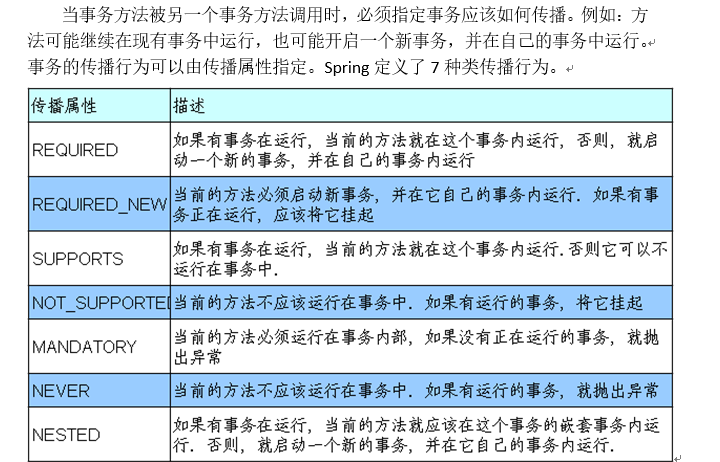 当事务方法被另一个事务方法调用时，必须指定事务应该如何传播。例如：方
法可能继续在现有事务中运行，也可能开启一个新事务，并在自己的事务中运行。
事务的传播行为可以由传播属性指定。Spring 定义了 7 种类传播行为。
传播属性 描述
REQUIRED 如果有事务在运行，当前的方法就在这个事务内运行，否则，就启
动一个新的事务，并在自己的事务内运行
REQUIRED_NEW 当前的方法必须启动新事务，并在它自己的事务内运行. 如果有事
务正在运行，应该将它挂起
SUPPORTS 如果有事务在运行，当前的方法就在这个事务内运行. 否则它可以不
运行在事务中.
NOT_SUPPORTED 当前的方法不应该运行在事务中. 如果有运行的事务，将它挂起
MANDATORY 当前的方法必须运行在事务内部，如果没有正在运行的事务，就抛
出异常
NEVER 当前的方法不应该运行在事务中. 如果有运行的事务，就抛出异常
NESTED 如果有事务在运行，当前的方法就应该在这个事务的嵌套事务内运
行. 否则，就启动一个新的事务，并在它自己的事务内运行.